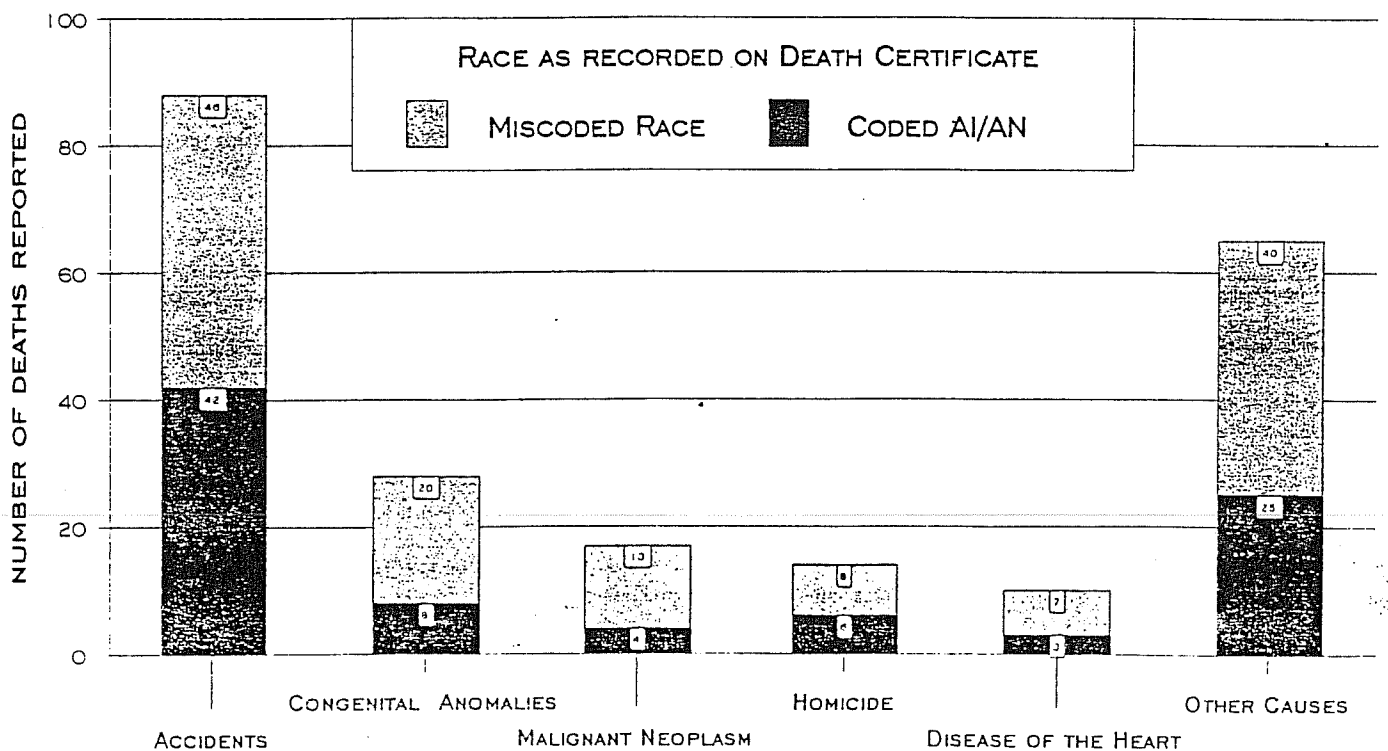 RACE AS RECORDED ON DEATH CERTIFICATE
MISCODED RACE
CODED AI/AN
NUMBER OF DEATHS REPORTED
100
80
60
40
20
0
46
42
20
8
13
4
8
6
7
3
40
25
CONGENITAL ANOMALIES
HOMICIDE
OTHER CAUSES
ACCIDENTS
MALIGNANT NEOPLASM
DISEASE OF THE HEART